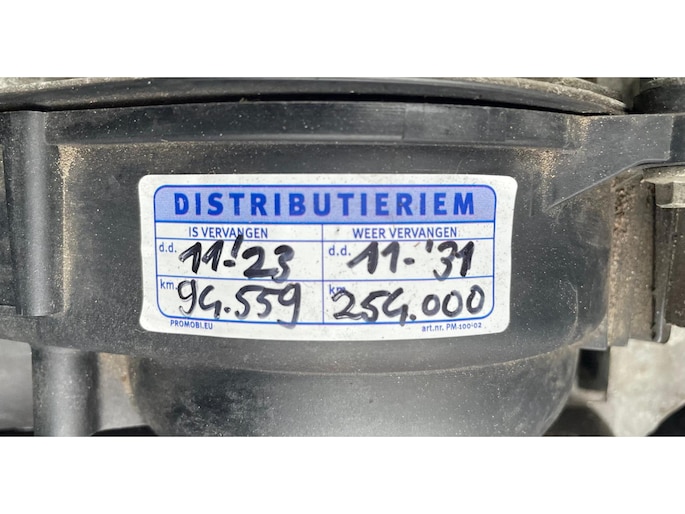 DISTRIBUTIERIEM
IS VERVANGEN WEER VERVANGEN
d.d. 11-'23 d.d. 11-'31
km. 94.559 km. 254.000
PROMOBI.EU art.nr. PM-100-02